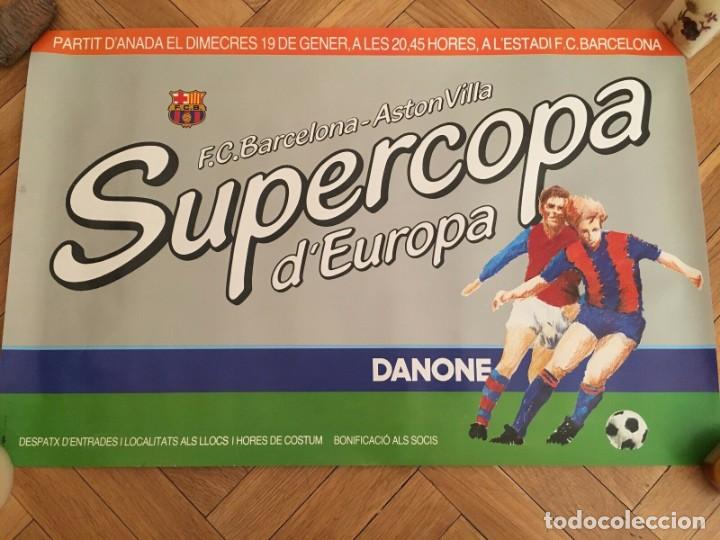 PARTIT D'ANADA EL DIMECRES 19 DE GENER, A LES 20,45 HORES, A L'ESTADI F.C. BARCELONA
F.C.B.
F.C. Barcelona - Aston Villa
Supercopa
d'Europa
DANONE
DESPATX D'ENTRADES I LOCALITATS ALS LLOCS I HORES DE COSTUM BONIFICACIÓ ALS SOCIS
todocoleccion.net